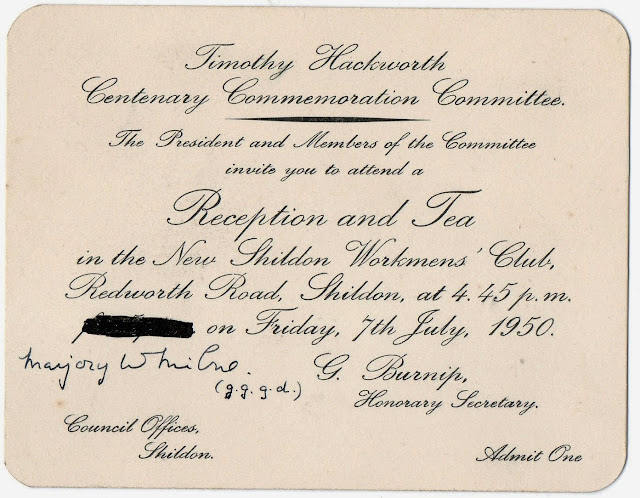 Timothy Hackworth
Centenary Commemoration Committee.
The President and Members of the Committee
invite you to attend a
Reception and Tea
in the New Shildon Workmens' Club,
Redworth Road, Shildon, at 4.45 p.m.
on Friday, 7th July, 1950.
Marjory W Milne.
(g.g.g.d.)
G. Burnip,
Honorary Secretary.
Council Offices,
Shildon.
Admit One